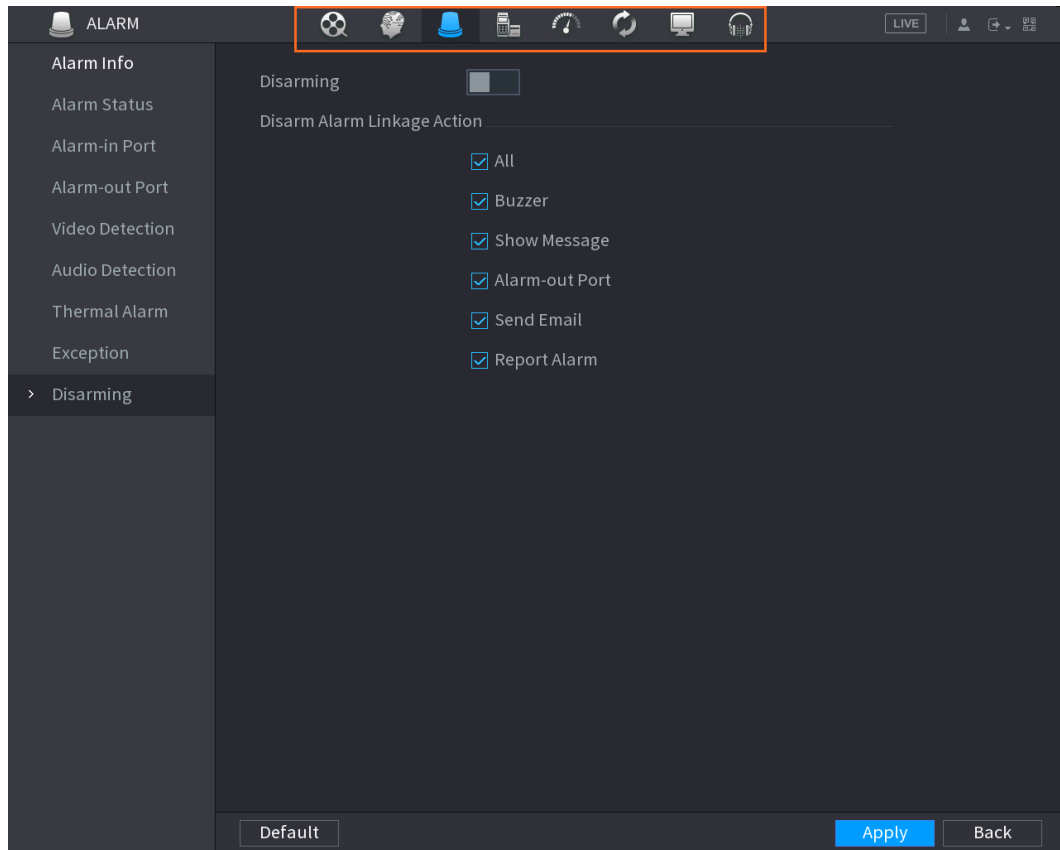 ALARM
LIVE
Alarm Info
Alarm Status
Alarm-in Port
Alarm-out Port
Video Detection
Audio Detection
Thermal Alarm
Exception
Disarming
Disarming
Disarm Alarm Linkage Action
All
Buzzer
Show Message
Alarm-out Port
Send Email
Report Alarm
Default
Apply
Back